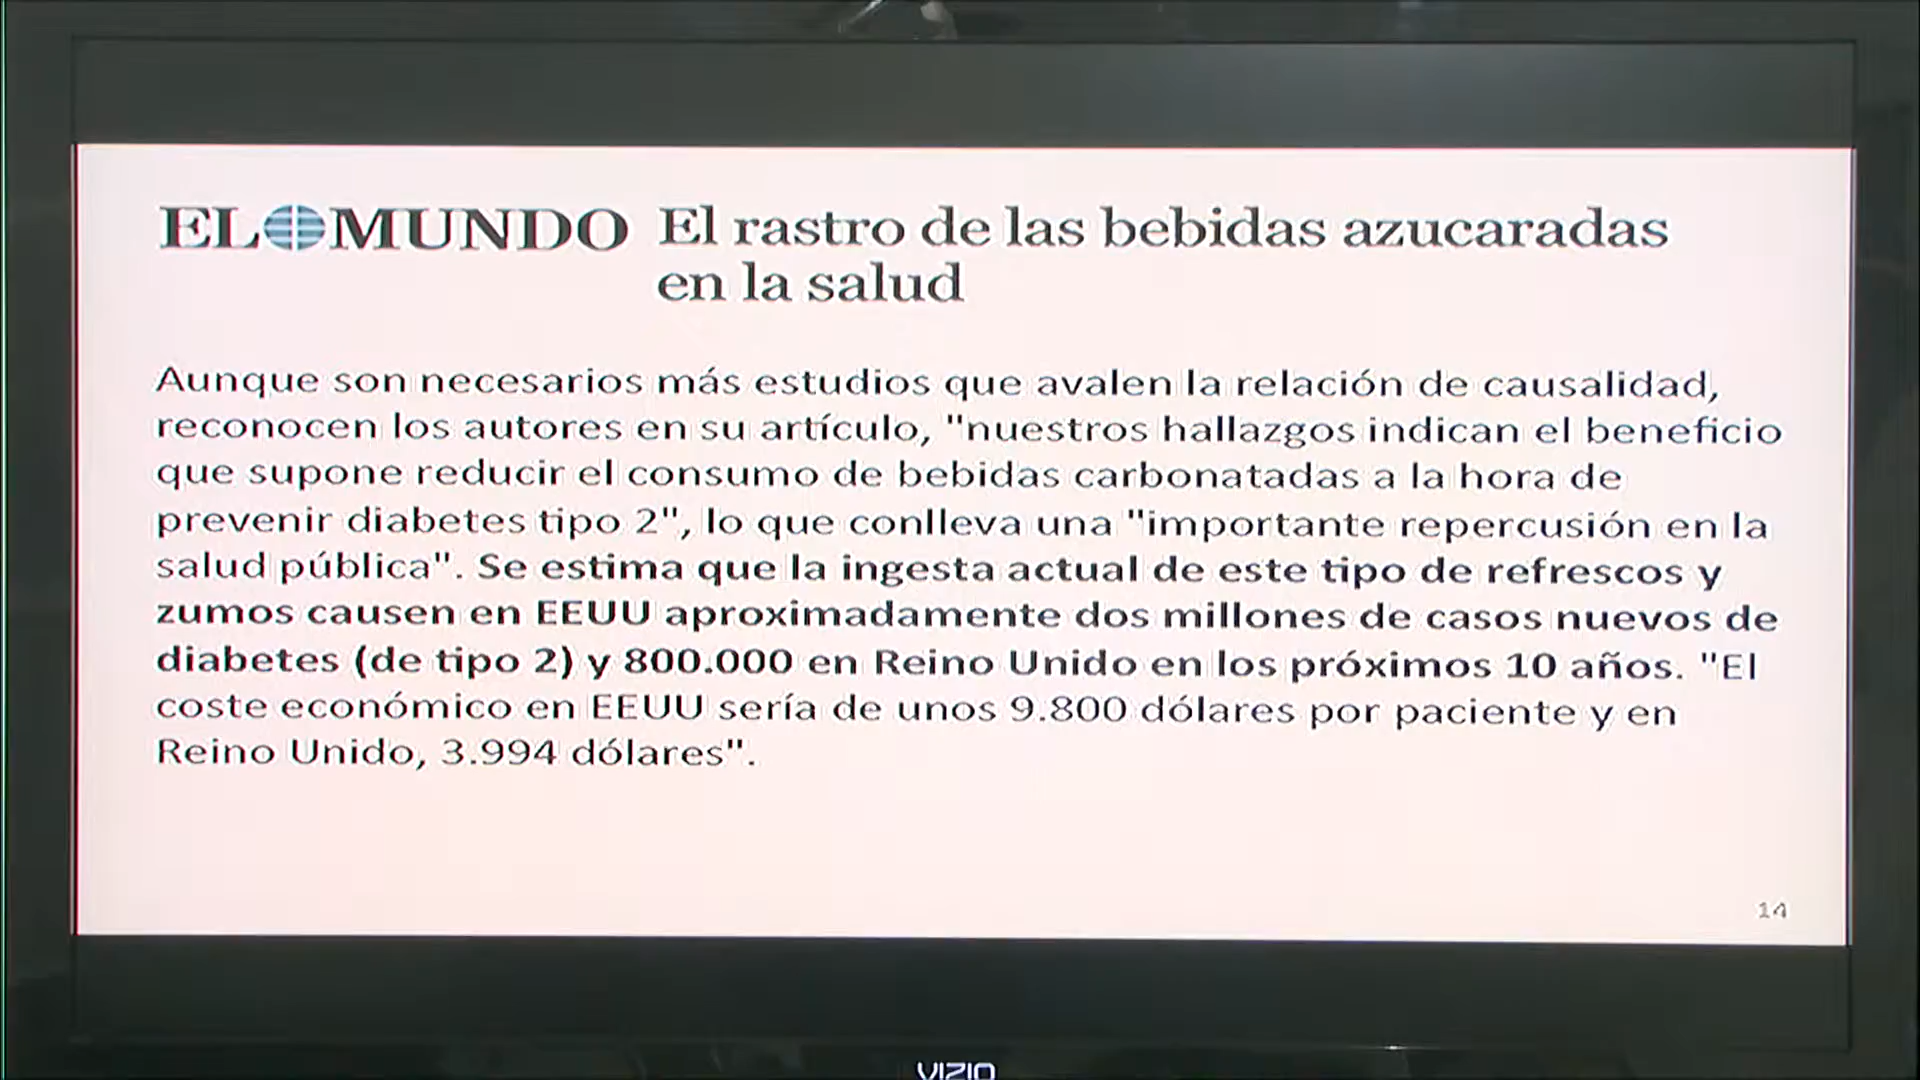 EL MUNDO El rastro de las bebidas azucaradas
en la salud
Aunque son necesarios más estudios que avalen la relación de causalidad,
reconocen los autores en su artículo, "nuestros hallazgos indican el beneficio
que supone reducir el consumo de bebidas carbonatadas a la hora de
prevenir diabetes tipo 2", lo que conlleva una "importante repercusión en la
salud pública". Se estima que la ingesta actual de este tipo de refrescos y
zumos causen en EEUU aproximadamente dos millones de casos nuevos de
diabetes (de tipo 2) y 800.000 en Reino Unido en los próximos 10 años. "El
coste económico en EEUU sería de unos 9.800 dólares por paciente y en
Reino Unido, 3.994 dólares".
14
VIZIO